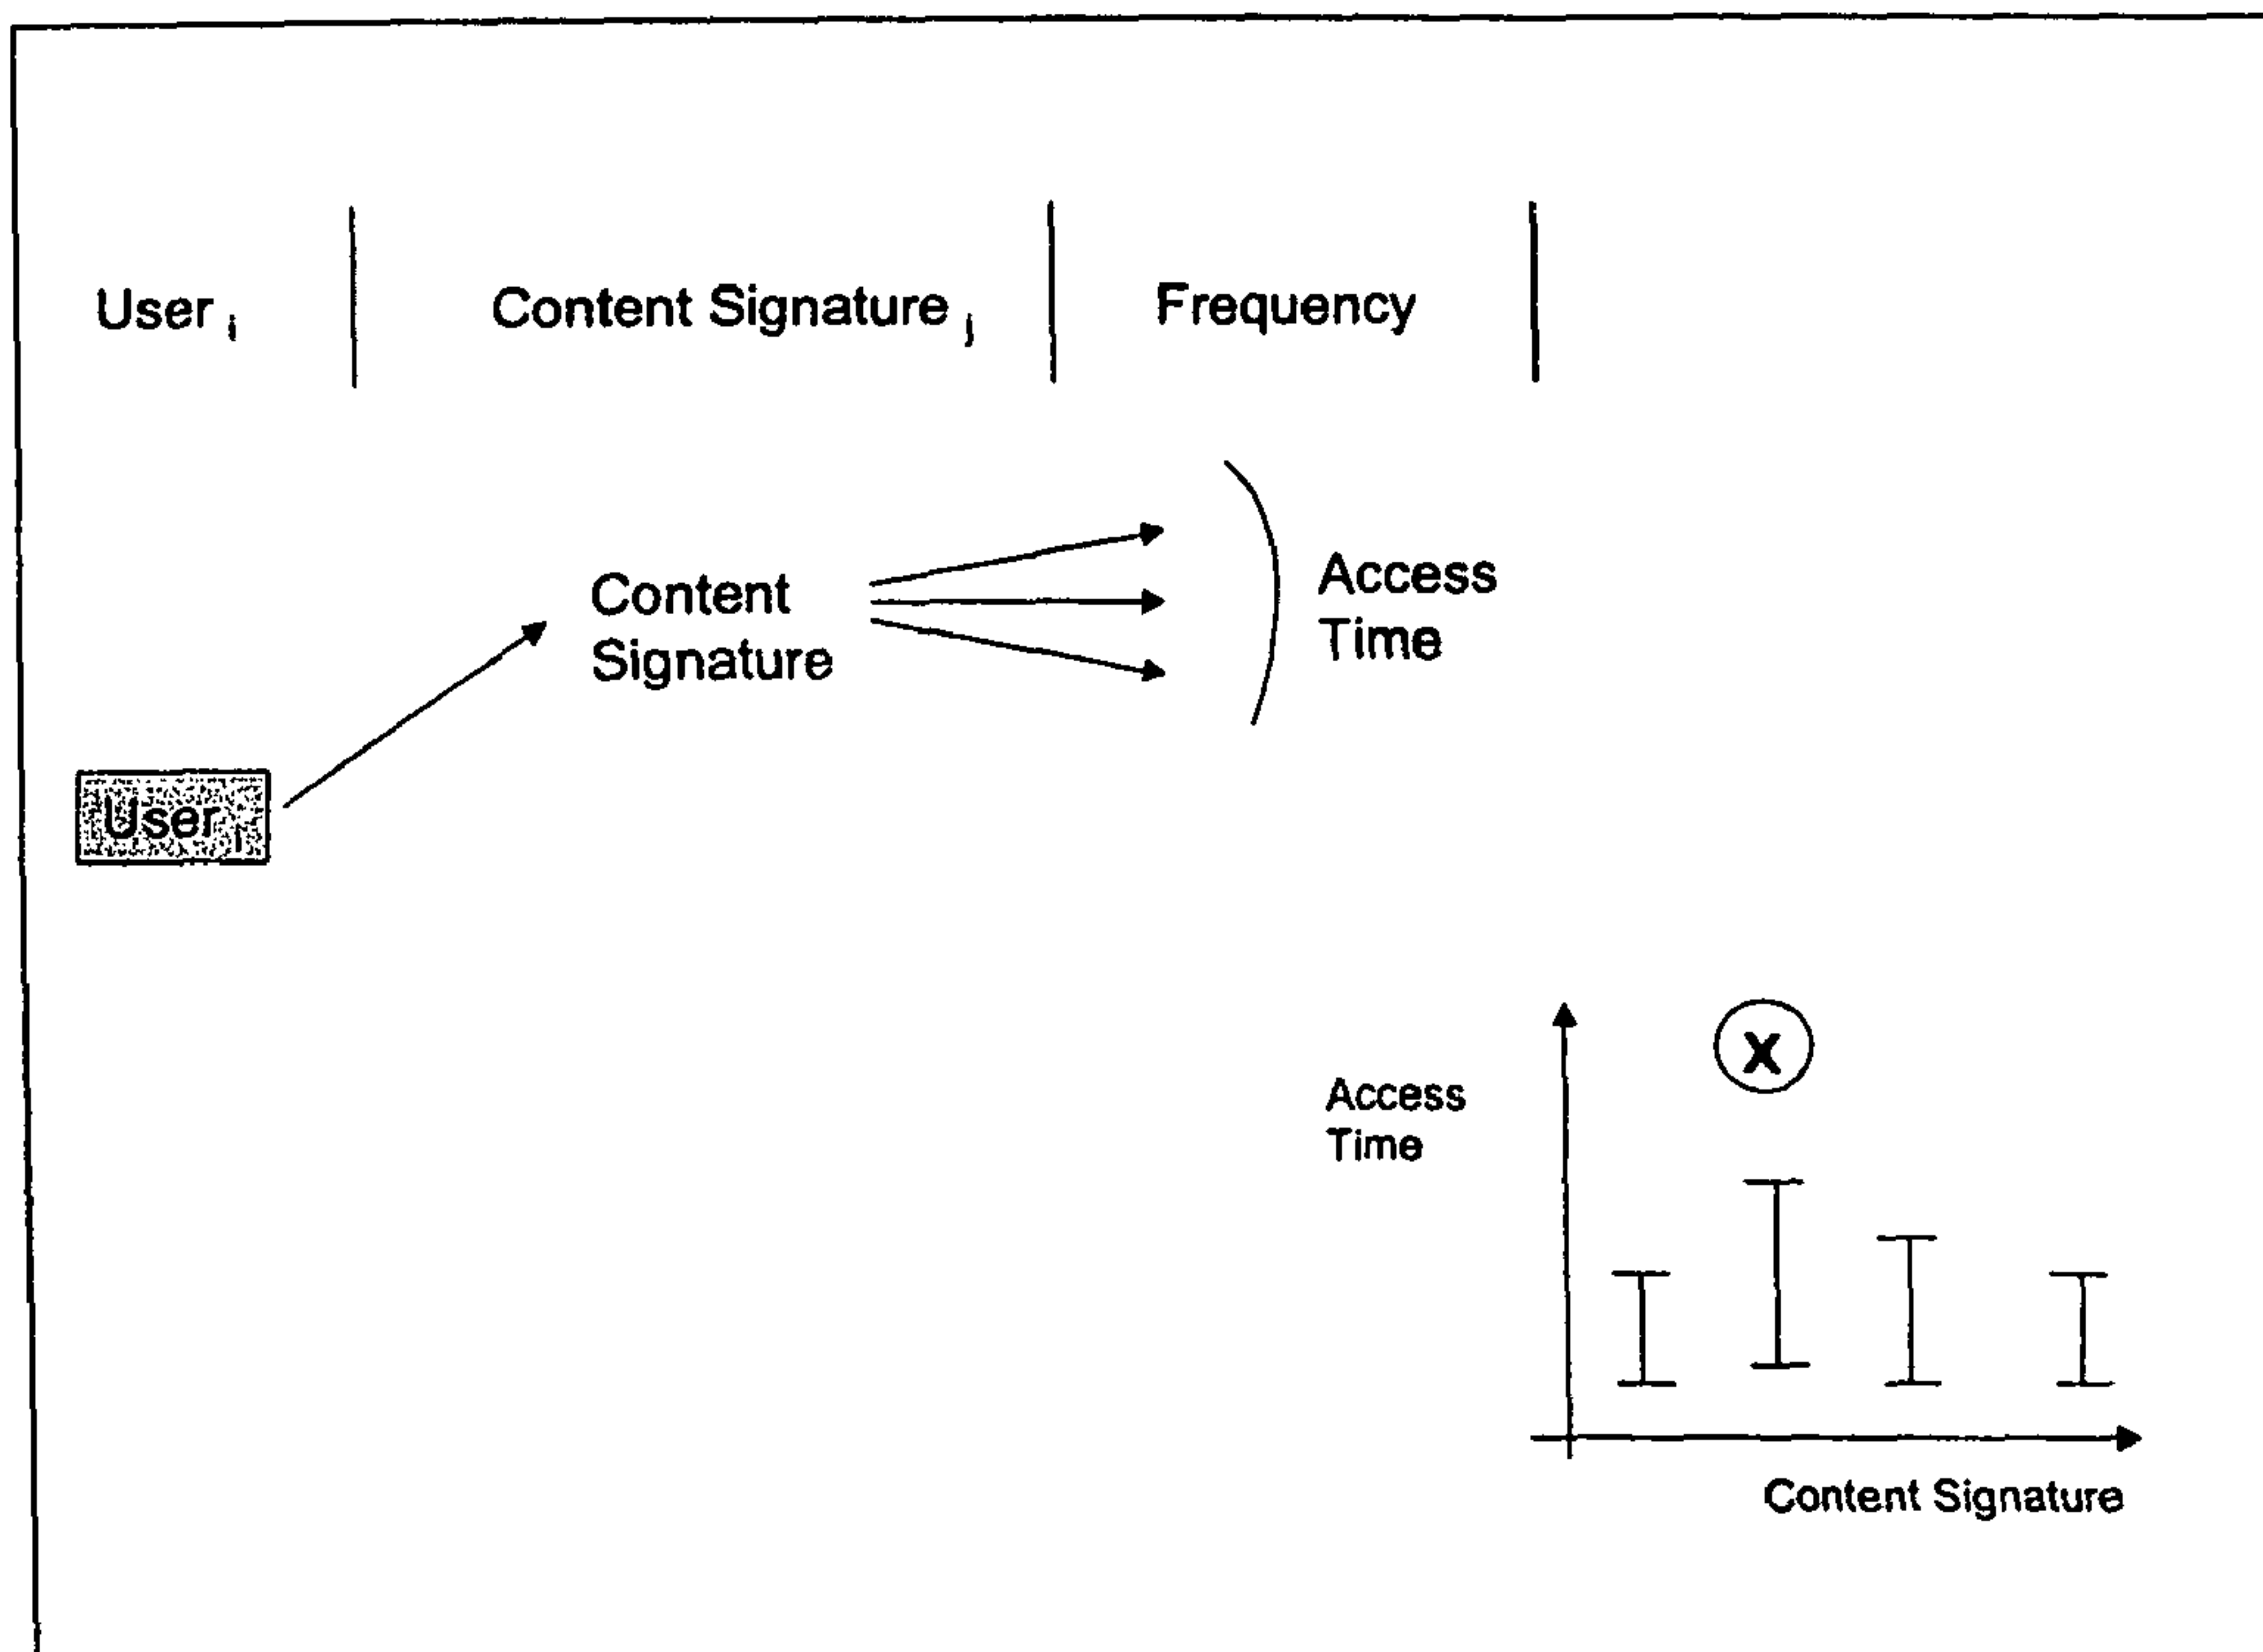 User i | Content Signature j | Frequency |
Content
Signature
Access
Time
User i
X
Access
Time
Content Signature